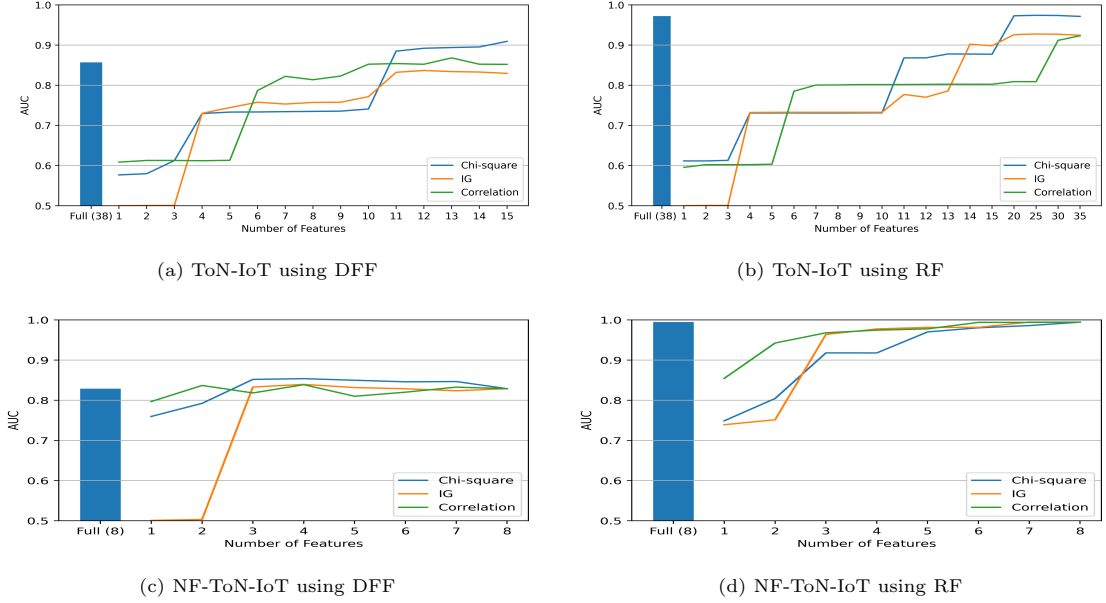 1.0
0.9
0.8
0.7
0.6
0.5
AUC
Chi-square
IG
Correlation
Full (38) 1 2 3 4 5 6 7 8 9 10 11 12 13 14 15
Number of Features
(a) ToN-IoT using DFF
1.0
0.9
0.8
0.7
0.6
0.5
AUC
Chi-square
IG
Correlation
Full (38) 1 2 3 4 5 6 7 8 9 10 11 12 13 14 15 20 25 30 35
Number of Features
(b) ToN-IoT using RF
1.0
0.9
0.8
0.7
0.6
0.5
AUC
Chi-square
IG
Correlation
Full (8) 1 2 3 4 5 6 7 8
Number of Features
(c) NF-ToN-IoT using DFF
1.0
0.9
0.8
0.7
0.6
0.5
AUC
Chi-square
IG
Correlation
Full (8) 1 2 3 4 5 6 7 8
Number of Features
(d) NF-ToN-IoT using RF